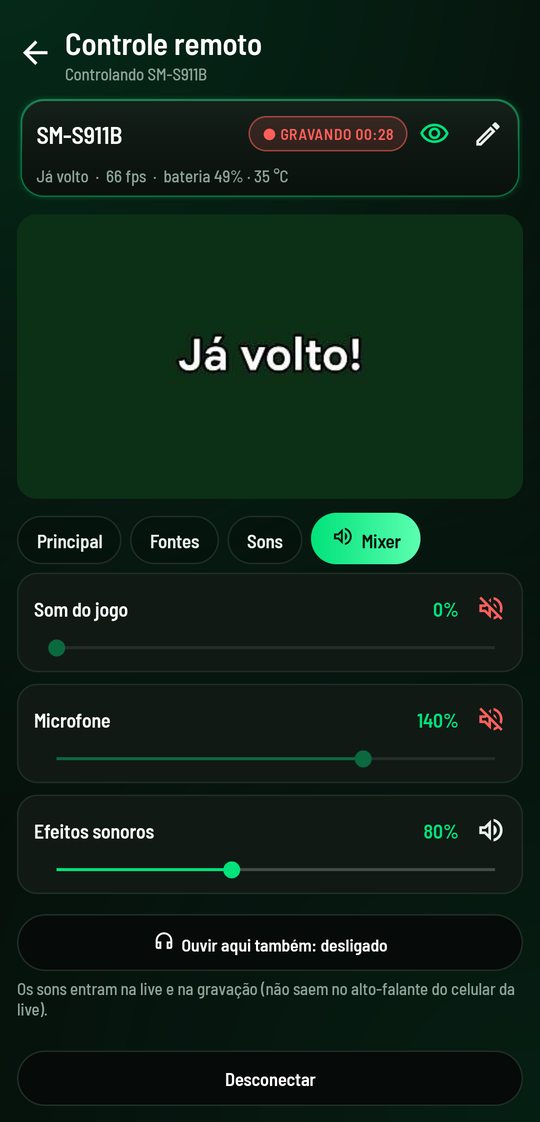 Controle remoto
Controlando SM-S911B
SM-S911B
GRAVANDO 00:28
Já volto · 66 fps · bateria 49% · 35 °C
Já volto!
Principal
Fontes
Sons
Mixer
Som do jogo
0%
Microfone
140%
Efeitos sonoros
80%
Ouvir aqui também: desligado
Os sons entram na live e na gravação (não saem no alto-falante do celular da
live).
Desconectar